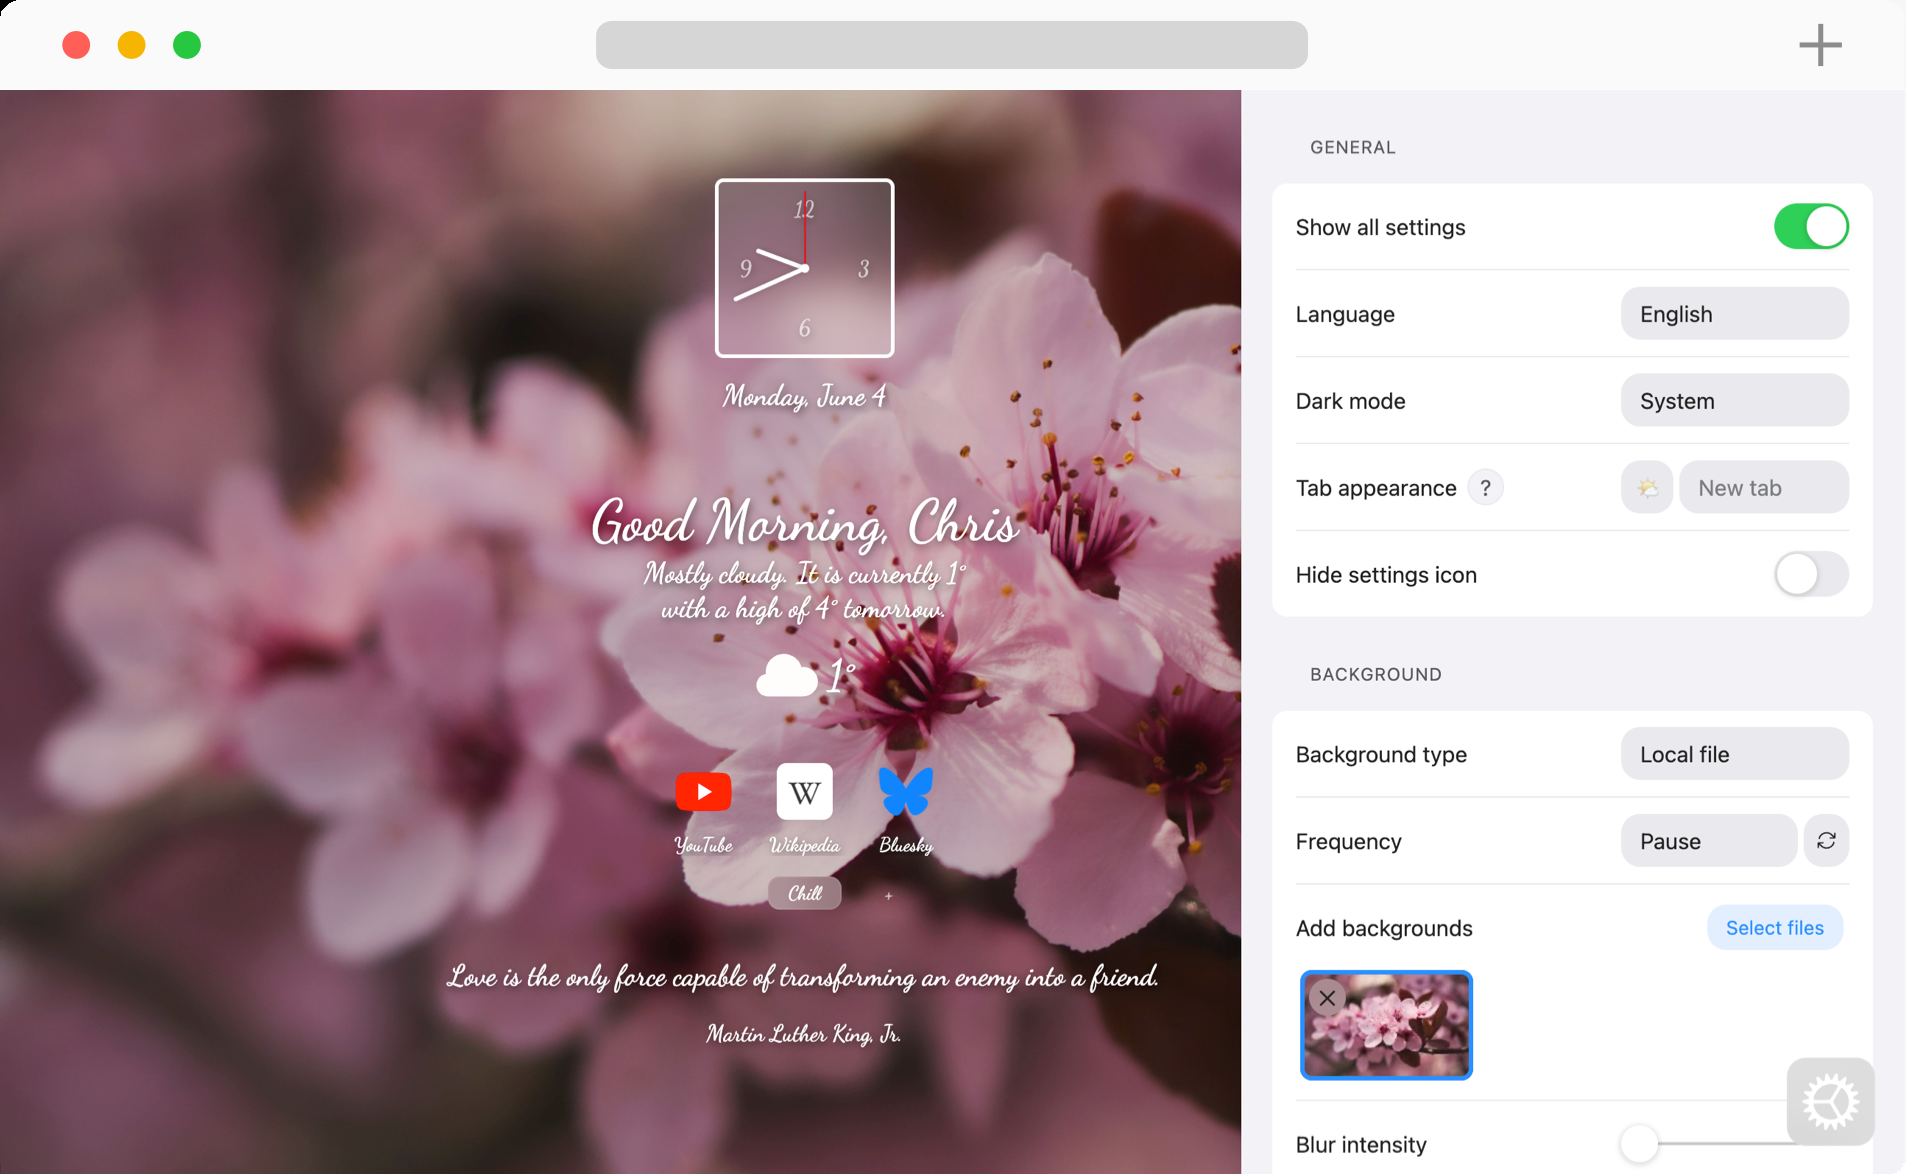 12
9
3
6
Monday, June 4
Good Morning, Chris
Mostly cloudy. It is currently 1°
with a high of 4° tomorrow.
1°
W
YouTube
Wikipedia
Bluesky
Chill
+
Love is the only force capable of transforming an enemy into a friend.
Martin Luther King, Jr.
GENERAL
Show all settings
Language
English
Dark mode
System
Tab appearance
?
New tab
Hide settings icon
BACKGROUND
Background type
Local file
Frequency
Pause
Add backgrounds
Select files
Blur intensity